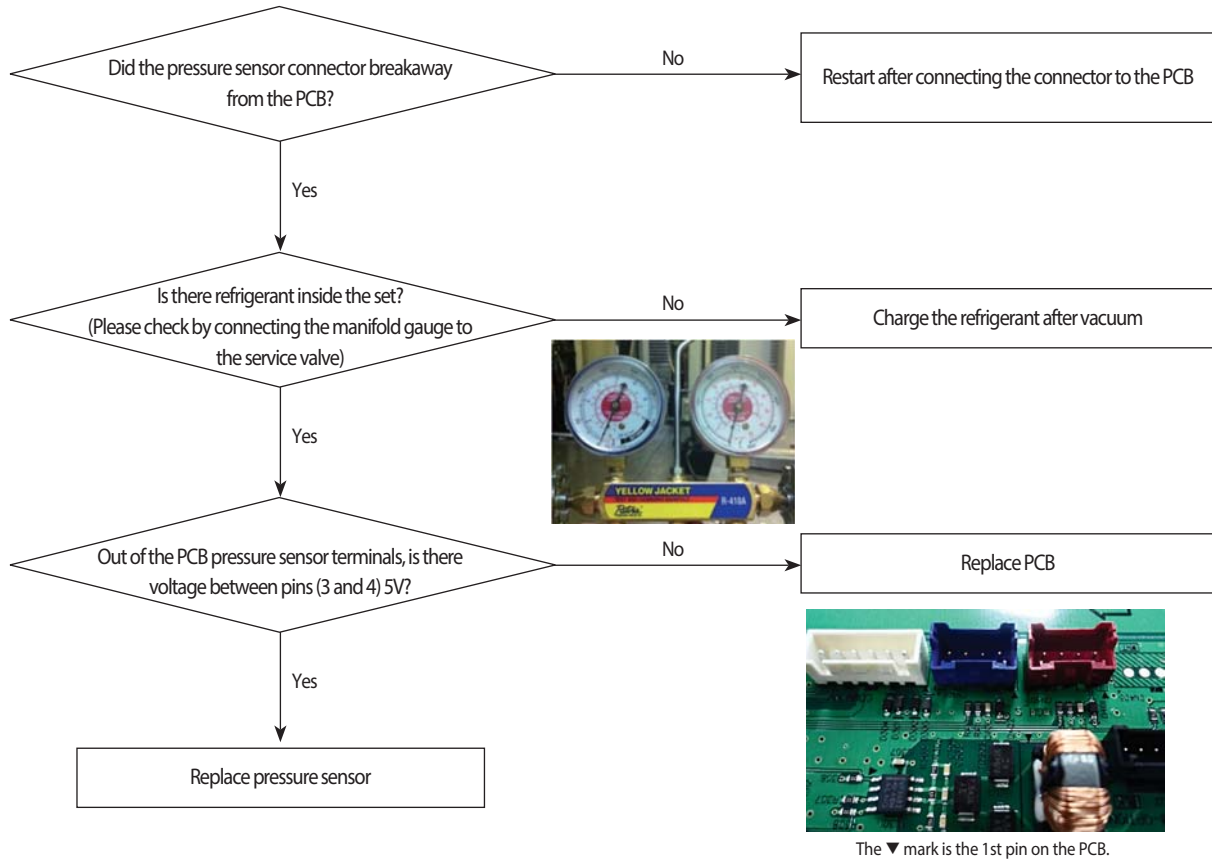 Did the pressure sensor connector breakaway
from the PCB?
No
Restart after connecting the connector to the PCB
Yes
Is there refrigerant inside the set?
(Please check by connecting the manifold gauge to
the service valve)
No
Charge the refrigerant after vacuum
YELLOW JACKET
R-410A
Yes
Out of the PCB pressure sensor terminals, is there
voltage between pins (3 and 4) 5V?
No
Replace PCB
Yes
Replace pressure sensor
The ▼ mark is the 1st pin on the PCB.